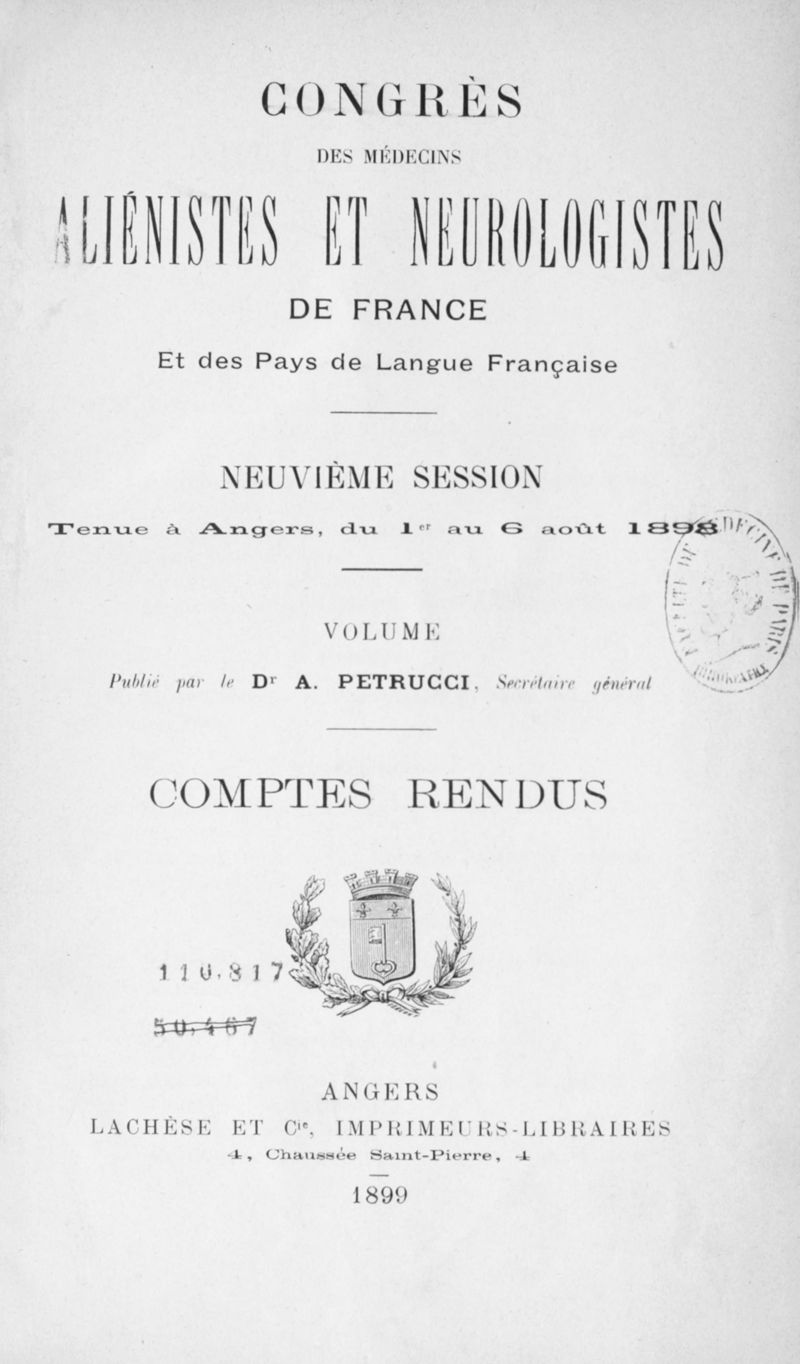 CONGRÈS
DES MÉDECINS
ALIÉNISTES ET NEUROLOGISTES
DE FRANCE
Et des Pays de Langue Française
NEUVIÈME SESSION
Tenue à Angers, du 1er au 6 août 1898
VOLUME
Publié par le Dr A. PETRUCCI, Secrétaire général
COMPTES RENDUS
110.817
50.467
ANGERS
LACHÈSE ET Cie, IMPRIMEURS-LIBRAIRES
4, Chaussée Saint-Pierre, 4
1899